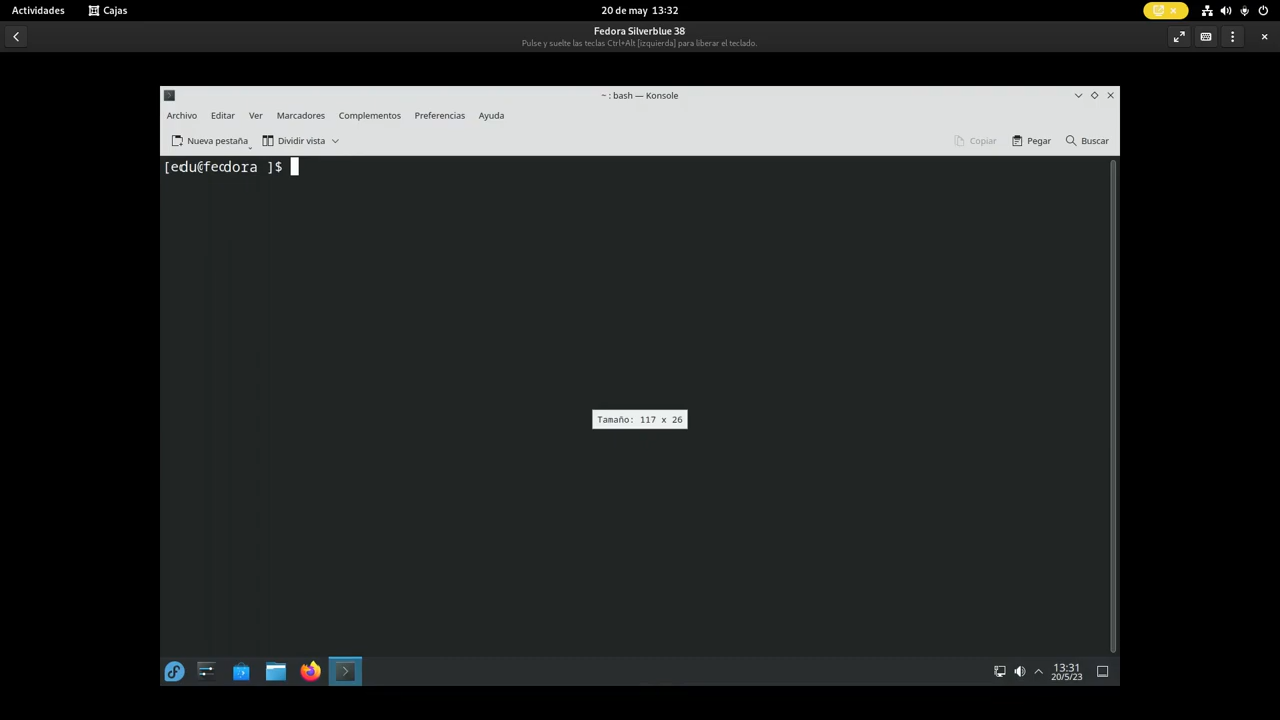 Actividades Cajas 20 de may 13:32
Fedora Silverblue 38
Pulse y suelte las teclas Ctrl+Alt [izquierda] para liberar el teclado.
~ : bash — Konsole
Archivo Editar Ver Marcadores Complementos Preferencias Ayuda
Nueva pestaña Dividir vista Copiar Pegar Buscar
[edu@fedora ]$
Tamaño: 117 x 26
13:31
20/5/23